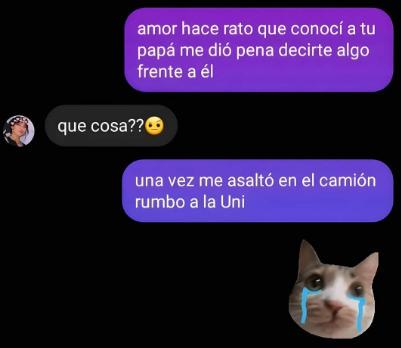 amor hace rato que conocí a tu
papá me dió pena decirte algo
frente a él
que cosa??🤨
una vez me asaltó en el camión
rumbo a la Uni